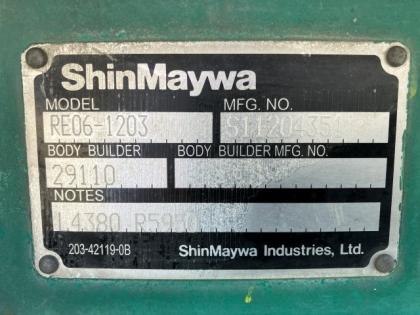 ShinMaywa
MODEL MFG. NO.
RE06-1203
BODY BUILDER BODY BUILDER MFG NO.
29110
NOTES
L4380
203-42119-0B ShinMaywa Industries, Ltd.